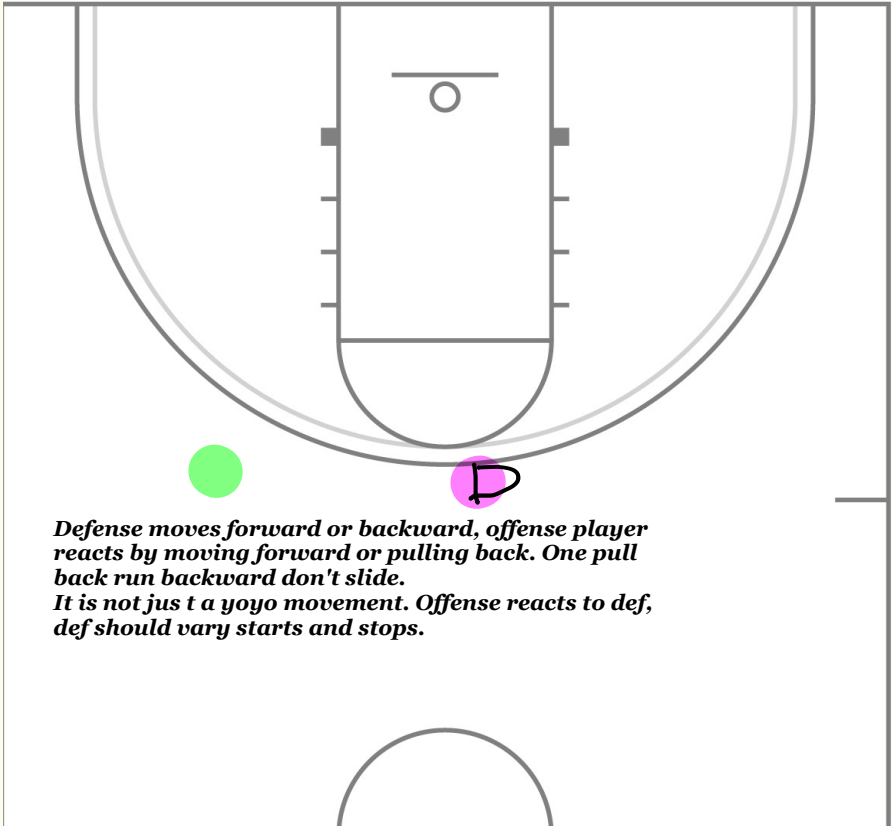 D
Defense moves forward or backward, offense player
reacts by moving forward or pulling back. One pull
back run backward don't slide.
It is not jus t a yoyo movement. Offense reacts to def,
def should vary starts and stops.